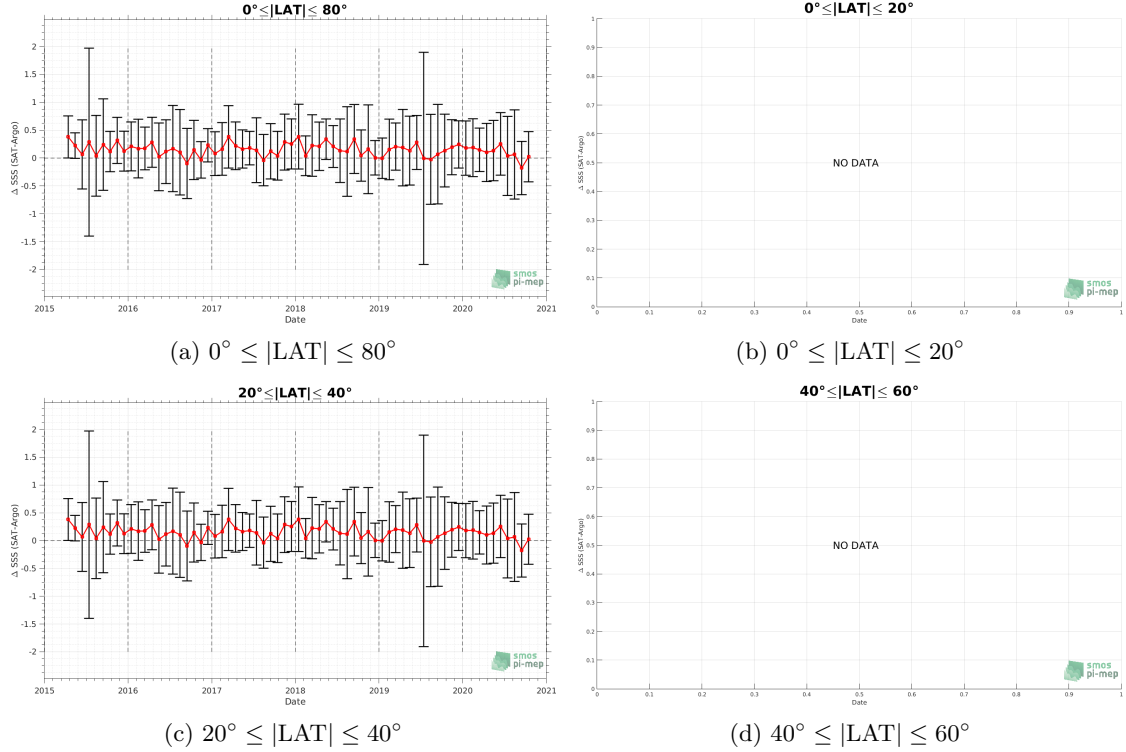 0°≤|LAT|≤ 80°
Δ SSS (SAT-Argo)
2
1.5
1
0.5
0
-0.5
-1
-1.5
-2
2015 2016 2017 2018 2019 2020 2021
Date
smos
pi-mep
(a) 0° ≤ |LAT| ≤ 80°
0°≤|LAT|≤ 20°
Δ SSS (SAT-Argo)
1
0.9
0.8
0.7
0.6
0.5
0.4
0.3
0.2
0.1
0
NO DATA
0 0.1 0.2 0.3 0.4 0.5 0.6 0.7 0.8 0.9 1
Date
smos
pi-mep
(b) 0° ≤ |LAT| ≤ 20°
20°≤|LAT|≤ 40°
Δ SSS (SAT-Argo)
2
1.5
1
0.5
0
-0.5
-1
-1.5
-2
2015 2016 2017 2018 2019 2020 2021
Date
smos
pi-mep
(c) 20° ≤ |LAT| ≤ 40°
40°≤|LAT|≤ 60°
Δ SSS (SAT-Argo)
1
0.9
0.8
0.7
0.6
0.5
0.4
0.3
0.2
0.1
0
NO DATA
0 0.1 0.2 0.3 0.4 0.5 0.6 0.7 0.8 0.9 1
Date
smos
pi-mep
(d) 40° ≤ |LAT| ≤ 60°